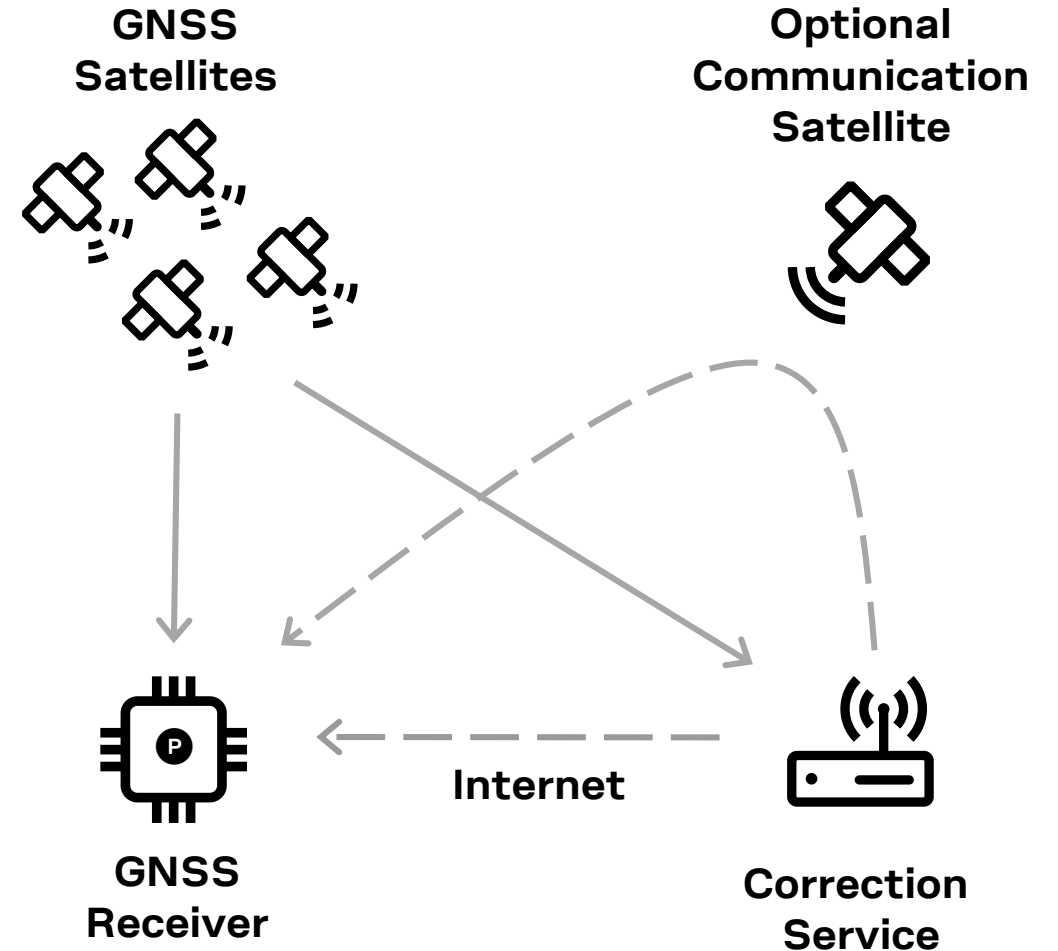 GNSS
Satellites
Optional
Communication
Satellite
P
Internet
GNSS
Receiver
Correction
Service